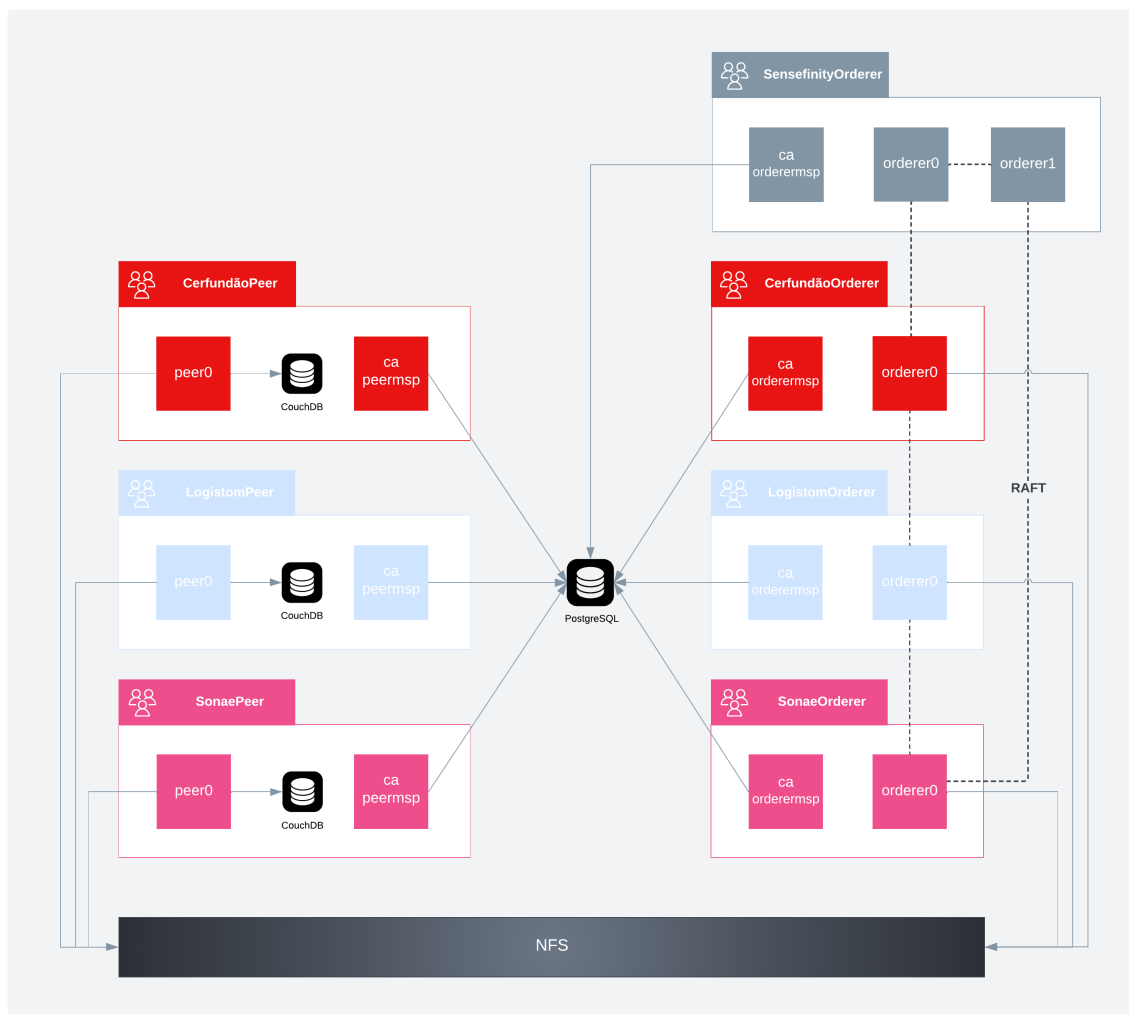 SensefinityOrderer
ca
orderermsp
orderer0
orderer1
CerfundãoPeer
peer0
CouchDB
ca
peermsp
CerfundãoOrderer
ca
orderermsp
orderer0
RAFT
LogistomPeer
peer0
CouchDB
ca
peermsp
PostgreSQL
LogistomOrderer
ca
orderermsp
orderer0
SonaePeer
peer0
CouchDB
ca
peermsp
SonaeOrderer
ca
orderermsp
orderer0
NFS